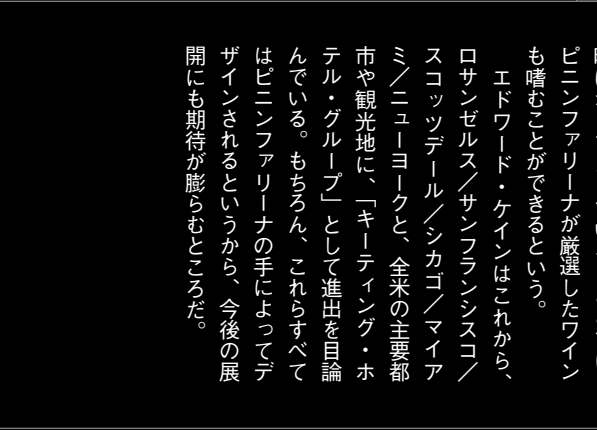 ピニンファリーナが厳選したワイン
も嗜むことができるという。
エドワード・ケインはこれから、
ロサンゼルス／サンフランシスコ／
スコッツデール／シカゴ／マイア
ミ／ニューヨークと、全米の主要都
市や観光地に、「キーティング・ホ
テル・グループ」として進出を目論
んでいる。もちろん、これらすべて
はピニンファリーナの手によってデ
ザインされるというから、今後の展
開にも期待が膨らむところだ。